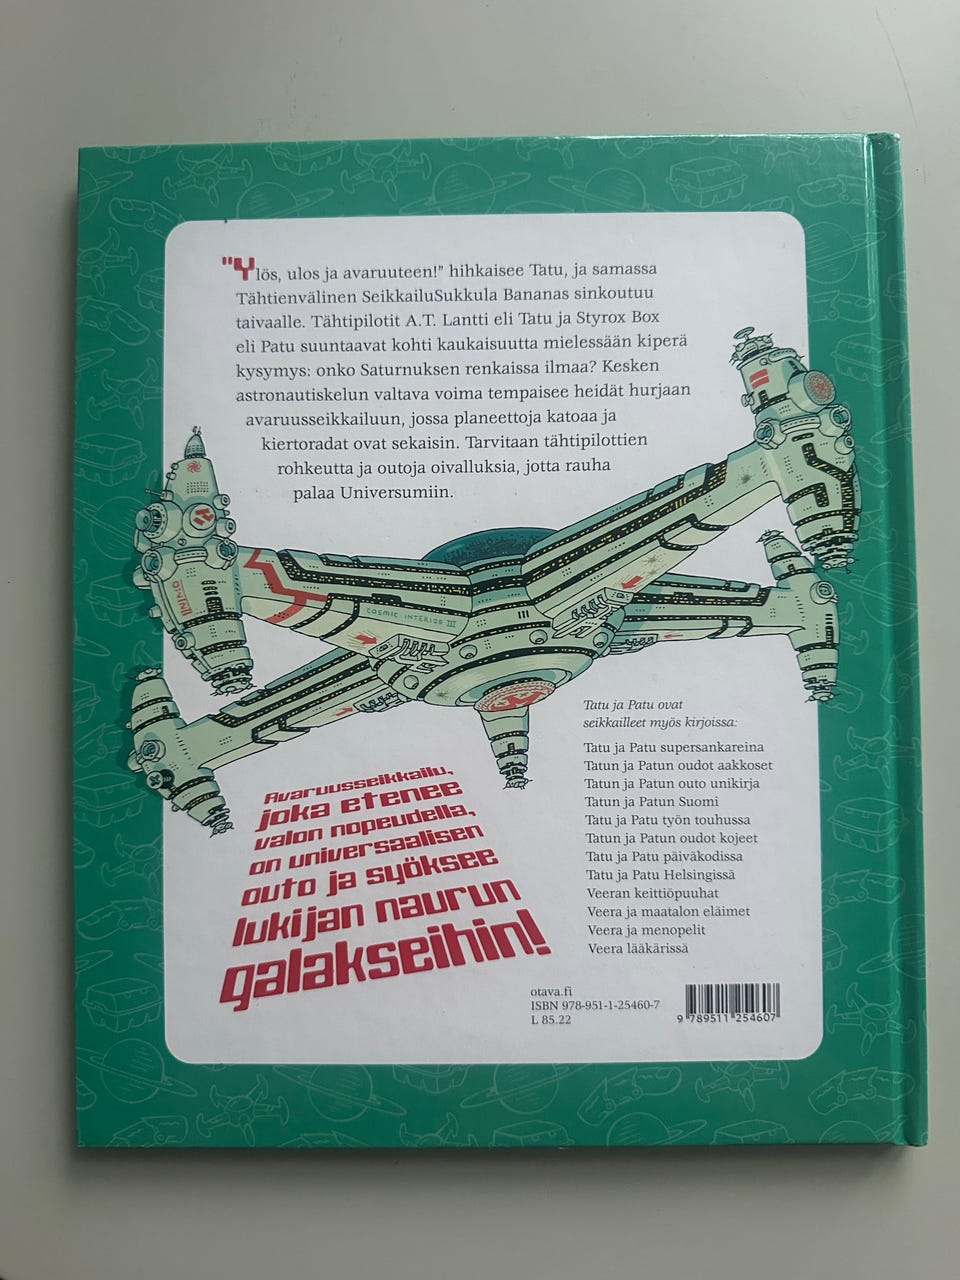 "Ylös, ulos ja avaruuteen!" hihkaisee Tatu, ja samassa
Tähtienvälinen SeikkailuSukkula Bananas sinkoutuu
taivaalle. Tähtipilotit A.T. Lantti eli Tatu ja Styrox Box
eli Patu suuntaavat kohti kaukaisuutta mielessään kiperä
kysymys: onko Saturnuksen renkaissa ilmaa? Kesken
astronautiskelun valtava voima tempaisee heidät hurjaan
avaruusseikkailuun, jossa planeettoja katoaa ja
kiertoradat ovat sekaisin. Tarvitaan tähtipilottien
rohkeutta ja outoja oivalluksia, jotta rauha
palaa Universumiin.
COSMIC INTERIOR III
Avaruusseikkailu,
joka etenee
valon nopeudella,
on universaalisen
outo ja syöksee
lukijan naurun
galakseihin!
Tatu ja Patu ovat
seikkailleet myös kirjoissa:
Tatu ja Patu supersankareina
Tatun ja Patun oudot aakkoset
Tatun ja Patun outo unikirja
Tatun ja Patun Suomi
Tatu ja Patu työn touhussa
Tatun ja Patun oudot kojeet
Tatu ja Patu päiväkodissa
Tatu ja Patu Helsingissä
Veeran keittiöpuuhat
Veera ja maatalon eläimet
Veera ja menopelit
Veera lääkärissä
otava.fi
ISBN 978-951-1-25460-7
L 85.22
9 789511 254607